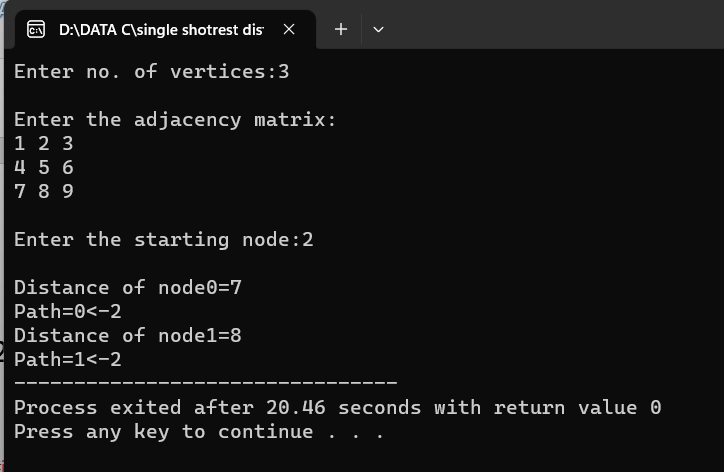 D:\DATA C\single shotrest dis
Enter no. of vertices:3
Enter the adjacency matrix:
1 2 3
4 5 6
7 8 9
Enter the starting node:2
Distance of node0=7
Path=0<-2
Distance of node1=8
Path=1<-2
--------------------------------
Process exited after 20.46 seconds with return value 0
Press any key to continue . . .